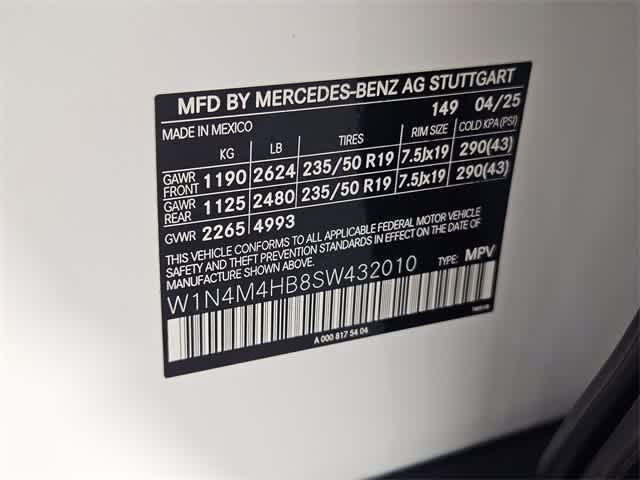 MFD BY MERCEDES-BENZ AG STUTTGART
149 04/25
MADE IN MEXICO
KG LB TIRES RIM SIZE COLD KPA(PSI)
GAWR FRONT 1190 2624 235/50 R19 7.5Jx19 290(43)
GAWR REAR 1125 2480 235/50 R19 7.5Jx19 290(43)
GVWR 2265 4993
THIS VEHICLE CONFORMS TO ALL APPLICABLE FEDERAL MOTOR VEHICLE
SAFETY AND THEFT PREVENTION STANDARDS IN EFFECT ON THE DATE OF
MANUFACTURE SHOWN ABOVE.
W1N4M4HB8SW432010 TYPE: MPV
A 000 817 54 04